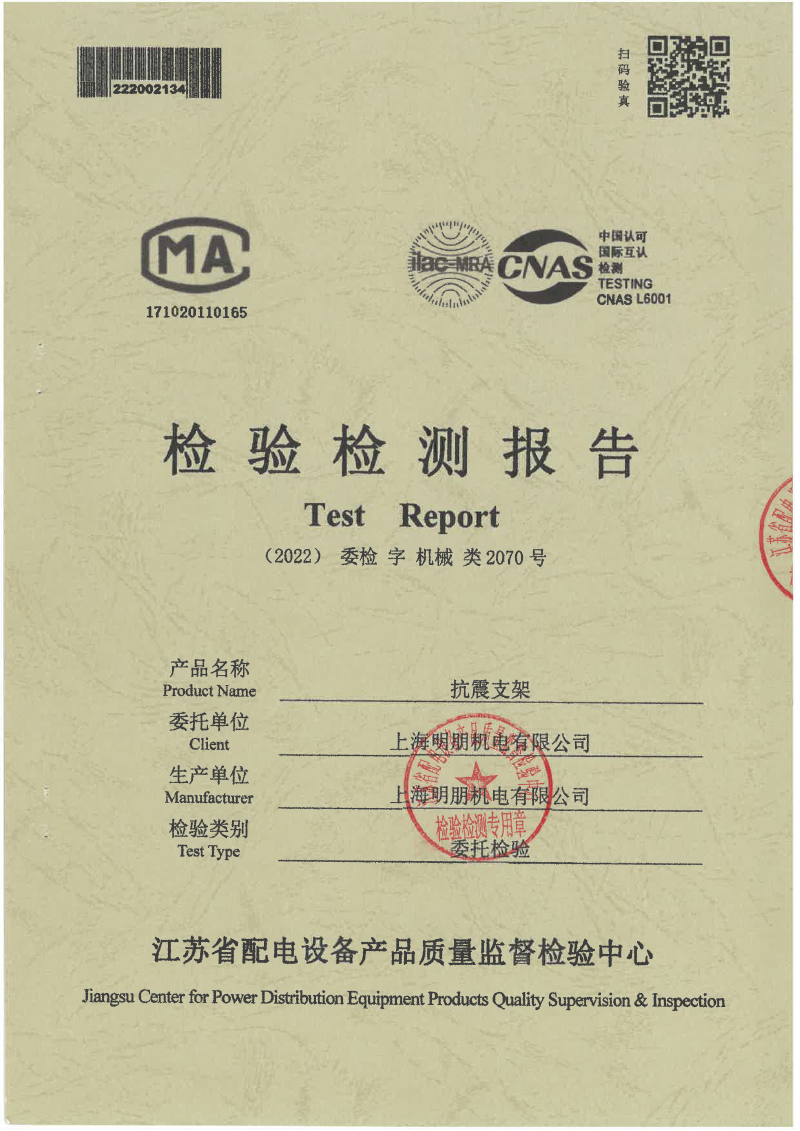 222002134
扫码验真
MA
171020110165
ilac-MRA
CNAS
中国认可
国际互认
检测
TESTING
CNAS L6001
检验检测报告
Test Report
（2022） 委检 字 机械 类2070号
产品名称
Product Name
抗震支架
委托单位
Client
上海明朋机电有限公司
生产单位
Manufacturer
上海明朋机电有限公司
检验检测专用章
检验类别
Test Type
委托检验
江苏省配电设备产品质量监督检验中心
Jiangsu Center for Power Distribution Equipment Products Quality Supervision & Inspection